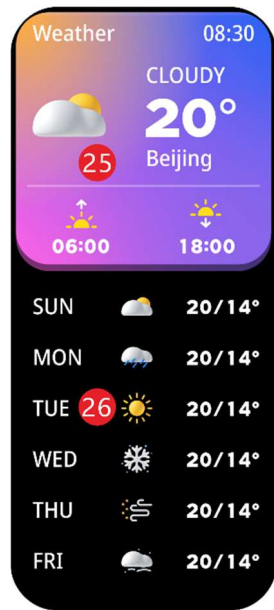 Weather 08:30
CLOUDY
20°
25
Beijing
06:00 18:00
SUN 20/14°
MON 20/14°
TUE 26 20/14°
WED 20/14°
THU 20/14°
FRI 20/14°